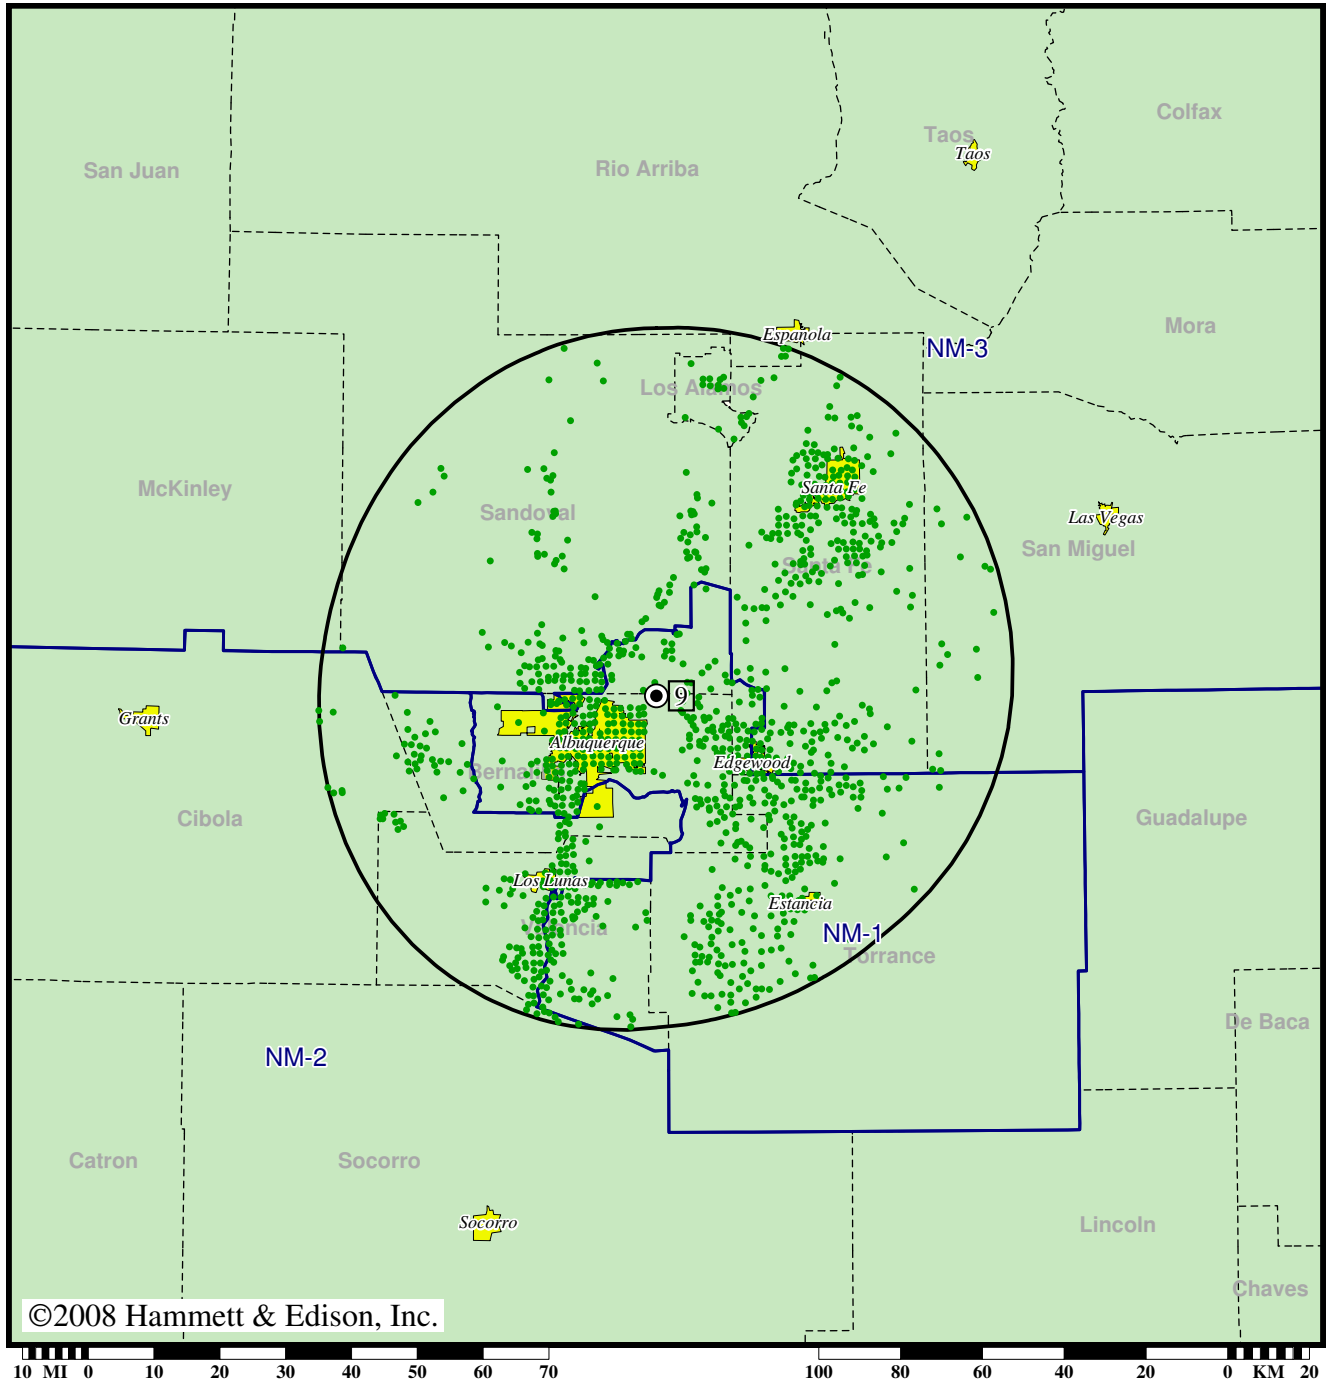 Colfax
Taos
Taos
San Juan
Rio Arriba
Mora
Española
NM-3
Los Alamos
McKinley
Santa Fe
Sandoval
Las Vegas
San Miguel
Santa Fe
9
Grants
Albuquerque
Edgewood
Bernalillo
Cibola
Guadalupe
Los Lunas
Estancia
Valencia
NM-1
Torrance
De Baca
NM-2
Catron
Socorro
Socorro
Lincoln
Chaves
©2008 Hammett & Edison, Inc.
10 MI 0 10 20 30 40 50 60 70 100 80 60 40 20 0 KM 20